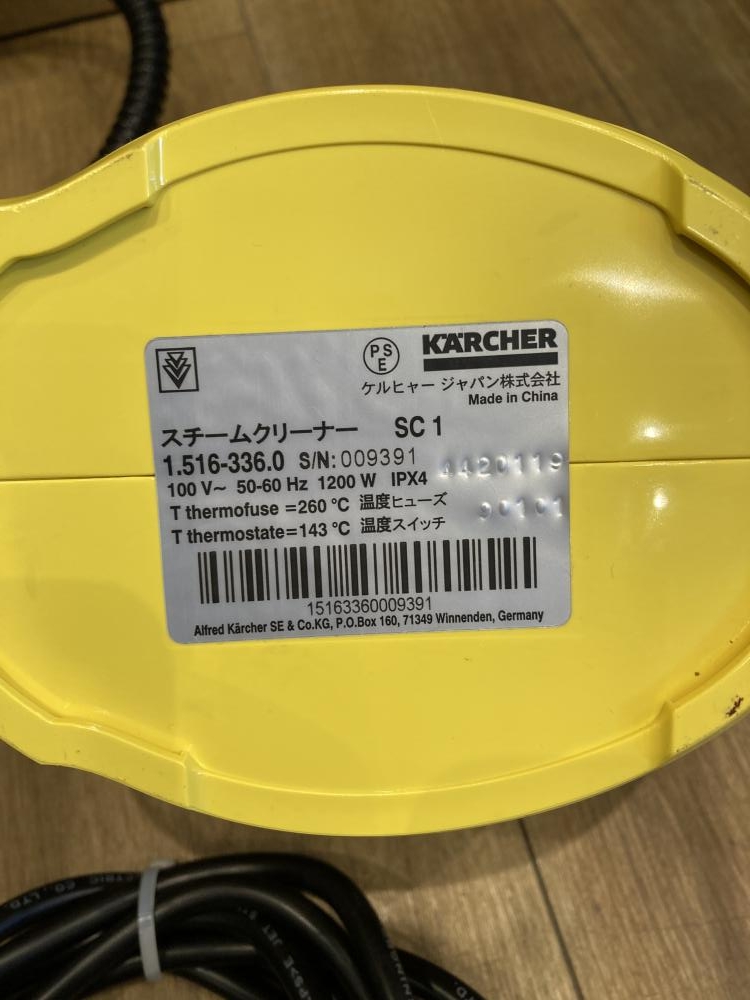 PS
E
KÄRCHER
ケルヒャー ジャパン株式会社
Made in China
スチームクリーナー SC 1
1.516-336.0 S/N: 009391
4420119
100 V~ 50-60 Hz 1200 W IPX4
90101
T thermofuse =260 °C 温度ヒューズ
T thermostate=143 °C 温度スイッチ
15163360009391
Alfred Kärcher SE & Co.KG, P.O.Box 160, 71349 Winnenden, Germany